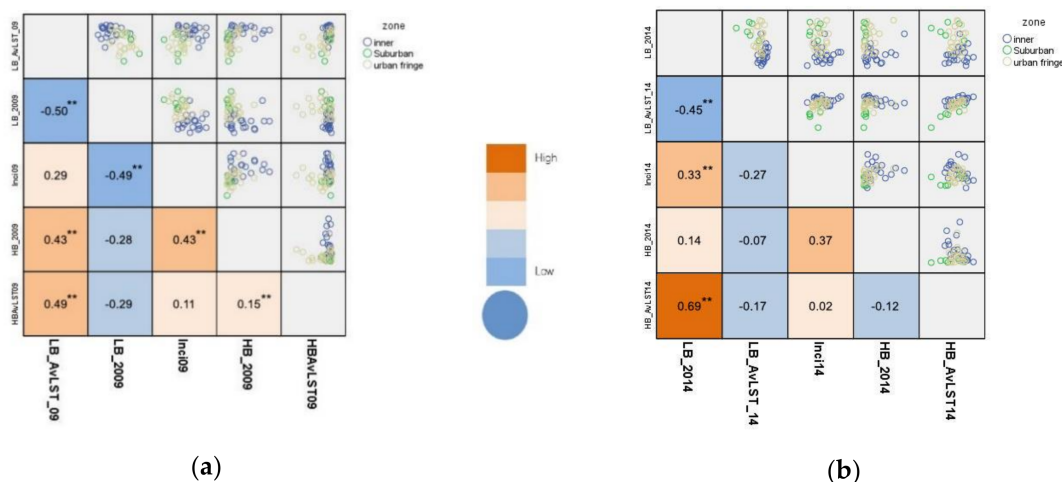 LB_AvLST_09
LB_2009
Inci09
HB_2009
HBAvLST09
zone
inner
Suburban
urban fringe
-0.50**
0.29
-0.49**
0.43**
-0.28
0.43**
0.49**
-0.29
0.11
0.15**
LB_AvLST_09
LB_2009
Inci09
HB_2009
HBAvLST09
(a)
High
Low
LB_2014
LB_AvLST_14
Inci14
HB_2014
HB_AvLST14
zone
inner
Suburban
urban fringe
-0.45**
0.33**
-0.27
0.14
-0.07
0.37
0.69**
-0.17
0.02
-0.12
LB_2014
LB_AvLST_14
Inci14
HB_2014
HB_AvLST14
(b)